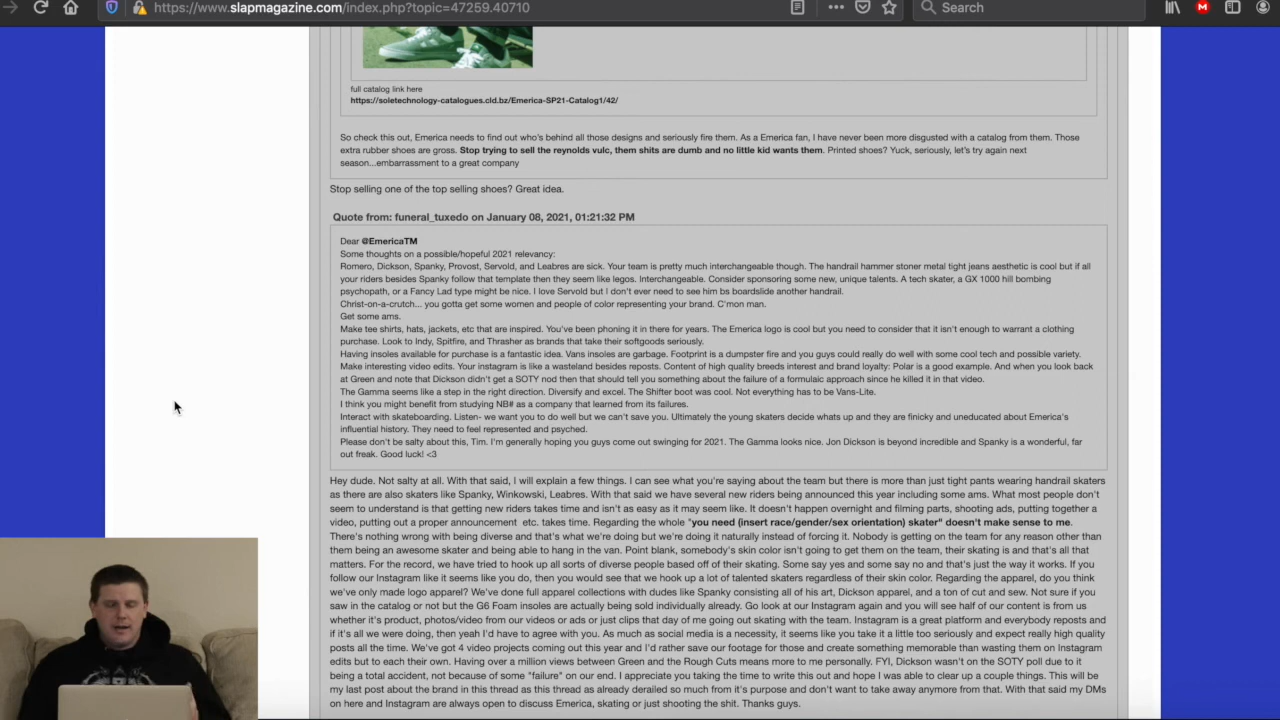 https://www.slapmagazine.com/index.php?topic=47259.40710
Search
full catalog link here
https://soletechnology-catalogues.cld.bz/Emerica-SP21-Catalog1/42/
So check this out, Emerica needs to find out who's behind all those designs and seriously fire them. As a Emerica fan, I have never been more disgusted with a catalog from them. Those
extra rubber shoes are gross. Stop trying to sell the reynolds vulc, them shits are dumb and no little kid wants them. Printed shoes? Yuck, seriously, let's try again next
season...embarrassment to a great company
Stop selling one of the top selling shoes? Great idea.
Quote from: funeral_tuxedo on January 08, 2021, 01:21:32 PM
Dear @EmericaTM
Some thoughts on a possible/hopeful 2021 relevancy:
Romero, Dickson, Spanky, Provost, Servold, and Leabres are sick. Your team is pretty much interchangeable though. The handrail hammer stoner metal tight jeans aesthetic is cool but if all
your riders besides Spanky follow that template then they seem like legos. Interchangeable. Consider sponsoring some new, unique talents. A tech skater, a GX 1000 hill bombing
psychopath, or a Fancy Lad type might be nice. I love Servold but I don't ever need to see him bs boardslide another handrail.
Christ-on-a-crutch... you gotta get some women and people of color representing your brand. C'mon man.
Get some ams.
Make tee shirts, hats, jackets, etc that are inspired. You've been phoning it in there for years. The Emerica logo is cool but you need to consider that it isn't enough to warrant a clothing
purchase. Look to Indy, Spitfire, and Thrasher as brands that take their softgoods seriously.
Having insoles available for purchase is a fantastic idea. Vans insoles are garbage. Footprint is a dumpster fire and you guys could really do well with some cool tech and possible variety.
Make interesting video edits. Your instagram is like a wasteland besides reposts. Content of high quality breeds interest and brand loyalty: Polar is a good example. And when you look back
at Green and note that Dickson didn't get a SOTY nod then that should tell you something about the failure of a formulaic approach since he killed it in that video.
The Gamma seems like a step in the right direction. Diversify and excel. The Shifter boot was cool. Not everything has to be Vans-Lite.
I think you might benefit from studying NB# as a company that learned from its failures.
Interact with skateboarding. Listen- we want you to do well but we can't save you. Ultimately the young skaters decide whats up and they are finicky and uneducated about Emerica's
influential history. They need to feel represented and psyched.
Please don't be salty about this, Tim. I'm generally hoping you guys come out swinging for 2021. The Gamma looks nice. Jon Dickson is beyond incredible and Spanky is a wonderful, far
out freak. Good luck! <3
Hey dude. Not salty at all. With that said, I will explain a few things. I can see what you're saying about the team but there is more than just tight pants wearing handrail skaters
as there are also skaters like Spanky, Winkowski, Leabres. With that said we have several new riders being announced this year including some ams. What most people don't
seem to understand is that getting new riders takes time and isn't as easy as it may seem like. It doesn't happen overnight and filming parts, shooting ads, putting together a
video, putting out a proper announcement etc. takes time. Regarding the whole "you need (insert race/gender/sex orientation) skater" doesn't make sense to me.
There's nothing wrong with being diverse and that's what we're doing but we're doing it naturally instead of forcing it. Nobody is getting on the team for any reason other than
them being an awesome skater and being able to hang in the van. Point blank, somebody's skin color isn't going to get them on the team, their skating is and that's all that
matters. For the record, we have tried to hook up all sorts of diverse people based off of their skating. Some say yes and some say no and that's just the way it works. If you
follow our Instagram like it seems like you do, then you would see that we hook up a lot of talented skaters regardless of their skin color. Regarding the apparel, do you think
we've only made logo apparel? We've done full apparel collections with dudes like Spanky consisting all of his art, Dickson apparel, and a ton of cut and sew. Not sure if you
saw in the catalog or not but the G6 Foam insoles are actually being sold individually already. Go look at our Instagram again and you will see half of our content is from us
whether it's product, photos/video from our videos or ads or just clips that day of me going out skating with the team. Instagram is a great platform and everybody reposts and
if it's all we were doing, then yeah I'd have to agree with you. As much as social media is a necessity, it seems like you take it a little too seriously and expect really high quality
posts all the time. We've got 4 video projects coming out this year and I'd rather save our footage for those and create something memorable than wasting them on Instagram
edits but to each their own. Having over a million views between Green and the Rough Cuts means more to me personally. FYI, Dickson wasn't on the SOTY poll due to it
being a total accident, not because of some "failure" on our end. I appreciate you taking the time to write this out and hope I was able to clear up a couple things. This will be
my last post about the brand in this thread as this thread as already derailed so much from it's purpose and don't want to take away anymore from that. With that said my DMs
on here and Instagram are always open to discuss Emerica, skating or just shooting the shit. Thanks guys.